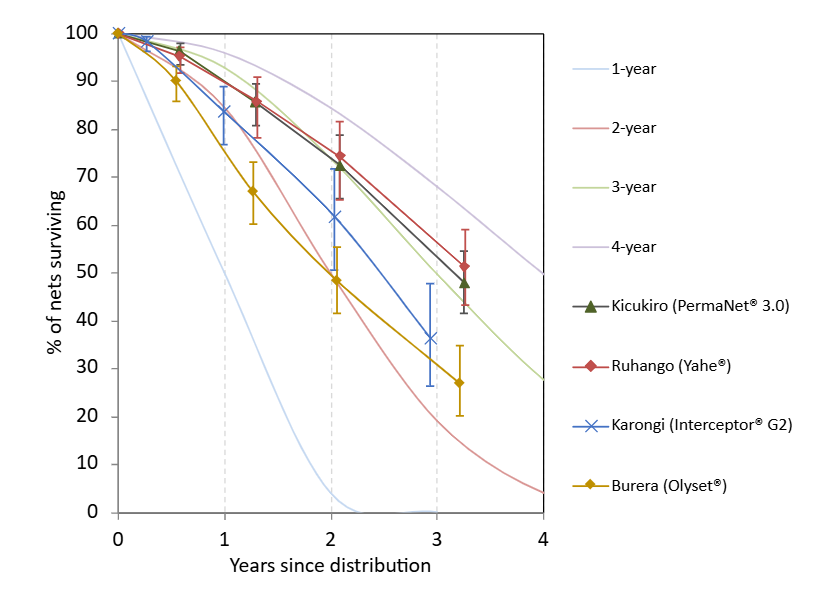 100
90
80
70
60
50
40
30
20
10
0
% of nets surviving
0 1 2 3 4
Years since distribution
1-year
2-year
3-year
4-year
Kicukiro (PermaNet® 3.0)
Ruhango (Yahe®)
Karongi (Interceptor® G2)
Burera (Olyset®)